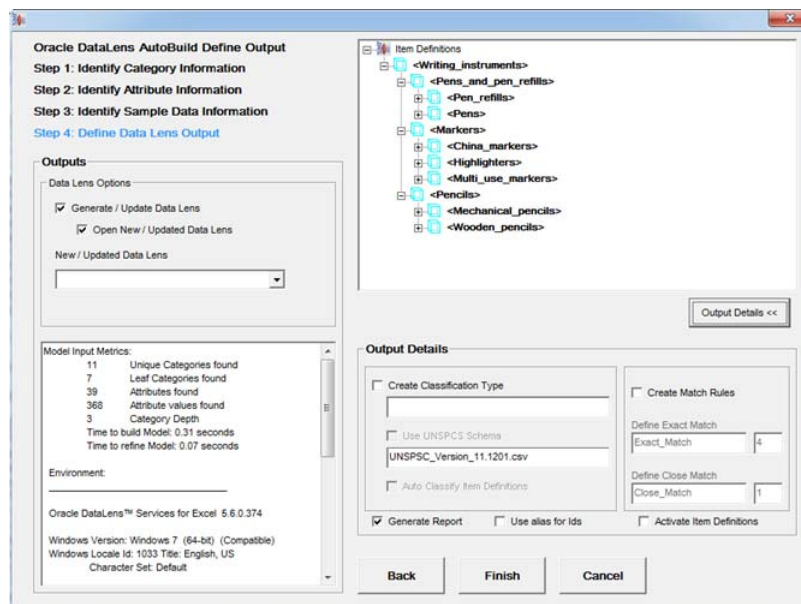 Oracle DataLens AutoBuild Define Output
Step 1: Identify Category Information
Step 2: Identify Attribute Information
Step 3: Identify Sample Data Information
Step 4: Define Data Lens Output
Outputs
Data Lens Options
Generate / Update Data Lens
Open New / Updated Data Lens
New / Updated Data Lens
Model Input Metrics:
11 Unique Categories found
7 Leaf Categories found
39 Attributes found
368 Attribute values found
3 Category Depth
Time to build Model: 0.31 seconds
Time to refine Model: 0.07 seconds
Environment:
Oracle DataLens™ Services for Excel 5.6.0.374
Windows Version: Windows 7 (64-bit) (Compatible)
Windows Locale Id: 1033 Title: English, US
Character Set: Default
Item Definitions
<Writing_instruments>
<Pens_and_pen_refills>
<Pen_refills>
<Pens>
<Markers>
<China_markers>
<Highlighters>
<Multi_use_markers>
<Pencils>
<Mechanical_pencils>
<Wooden_pencils>
Output Details <<
Output Details
Create Classification Type
Use UNSPCS Schema
UNSPSC_Version_11.1201.csv
Auto Classify Item Definitions
Create Match Rules
Define Exact Match
Exact_Match 4
Define Close Match
Close_Match 1
Generate Report Use alias for Ids Activate Item Definitions
Back Finish Cancel